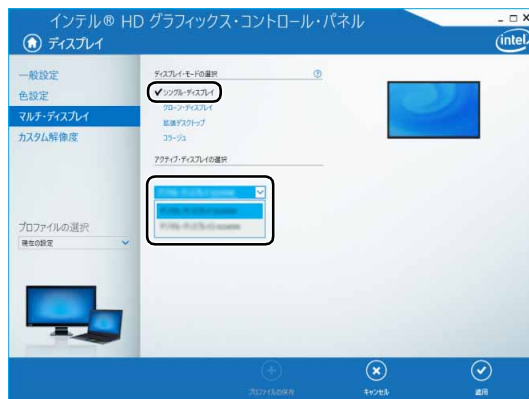 インテル® HD グラフィックス・コントロール・パネル
ディスプレイ
intel
一般設定
色設定
マルチ・ディスプレイ
カスタム解像度
プロファイルの選択
現在の設定
ディスプレイ・モードの選択
シングル・ディスプレイ
クローン・ディスプレイ
拡張デスクトップ
コラージュ
アクティブ・ディスプレイの選択
プロファイルの保存
キャンセル
適用